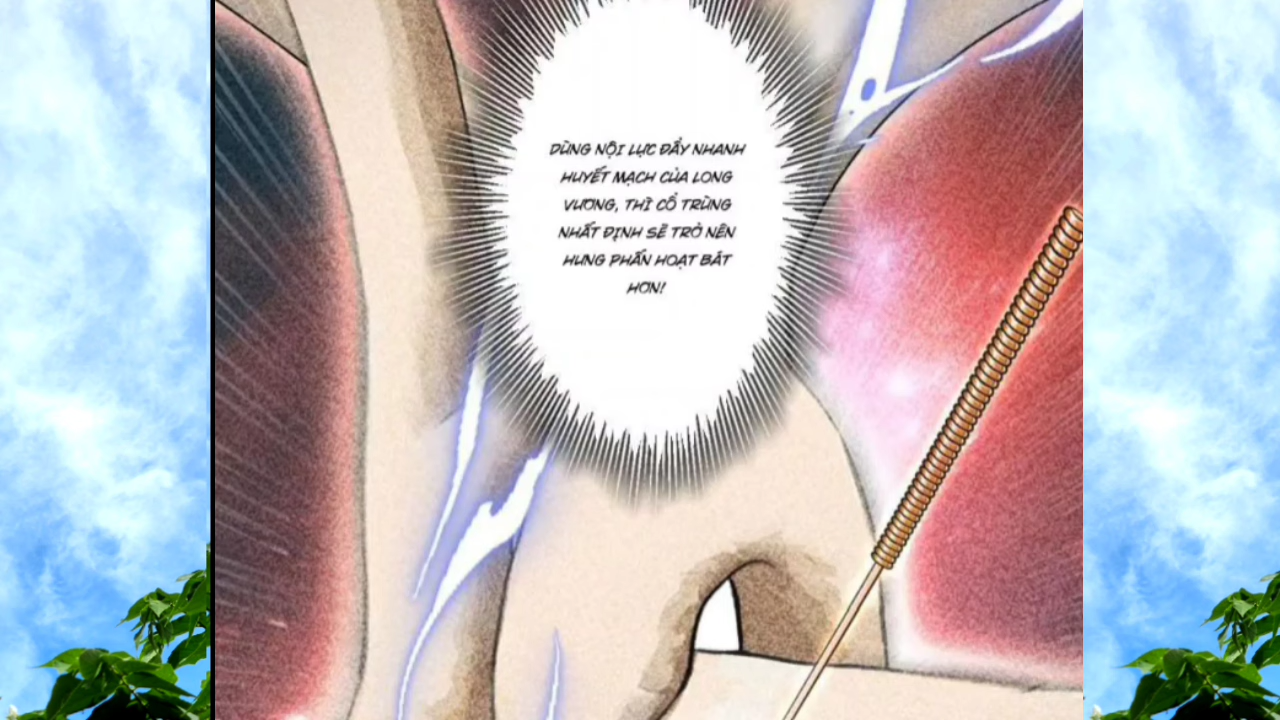 DÙNG NỘI LỰC ĐẨY NHANH
HUYẾT MẠCH CỦA LONG
VƯƠNG, THÌ CỔ TRÙNG
NHẤT ĐỊNH SẼ TRỞ NÊN
HƯNG PHẤN HOẠT BÁT
HƠN!